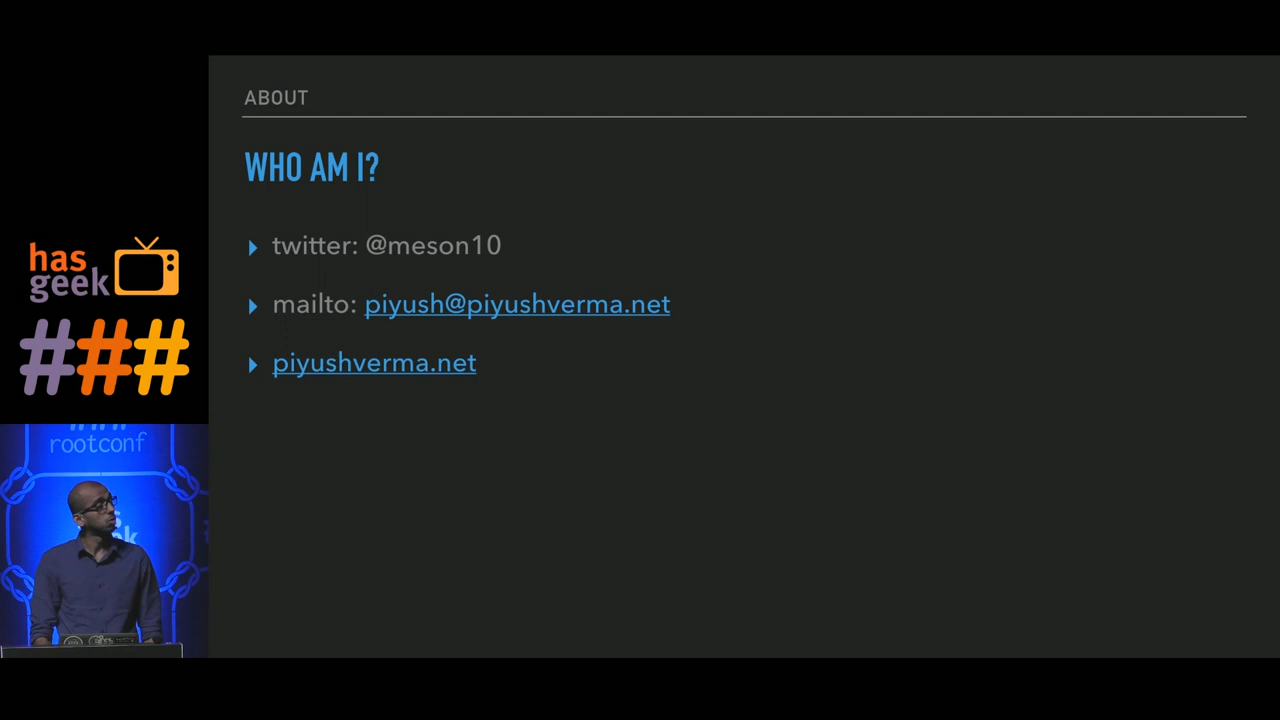 ABOUT
WHO AM I?
twitter: @meson10
mailto: piyush@piyushverma.net
piyushverma.net
has
geek
###
rootconf